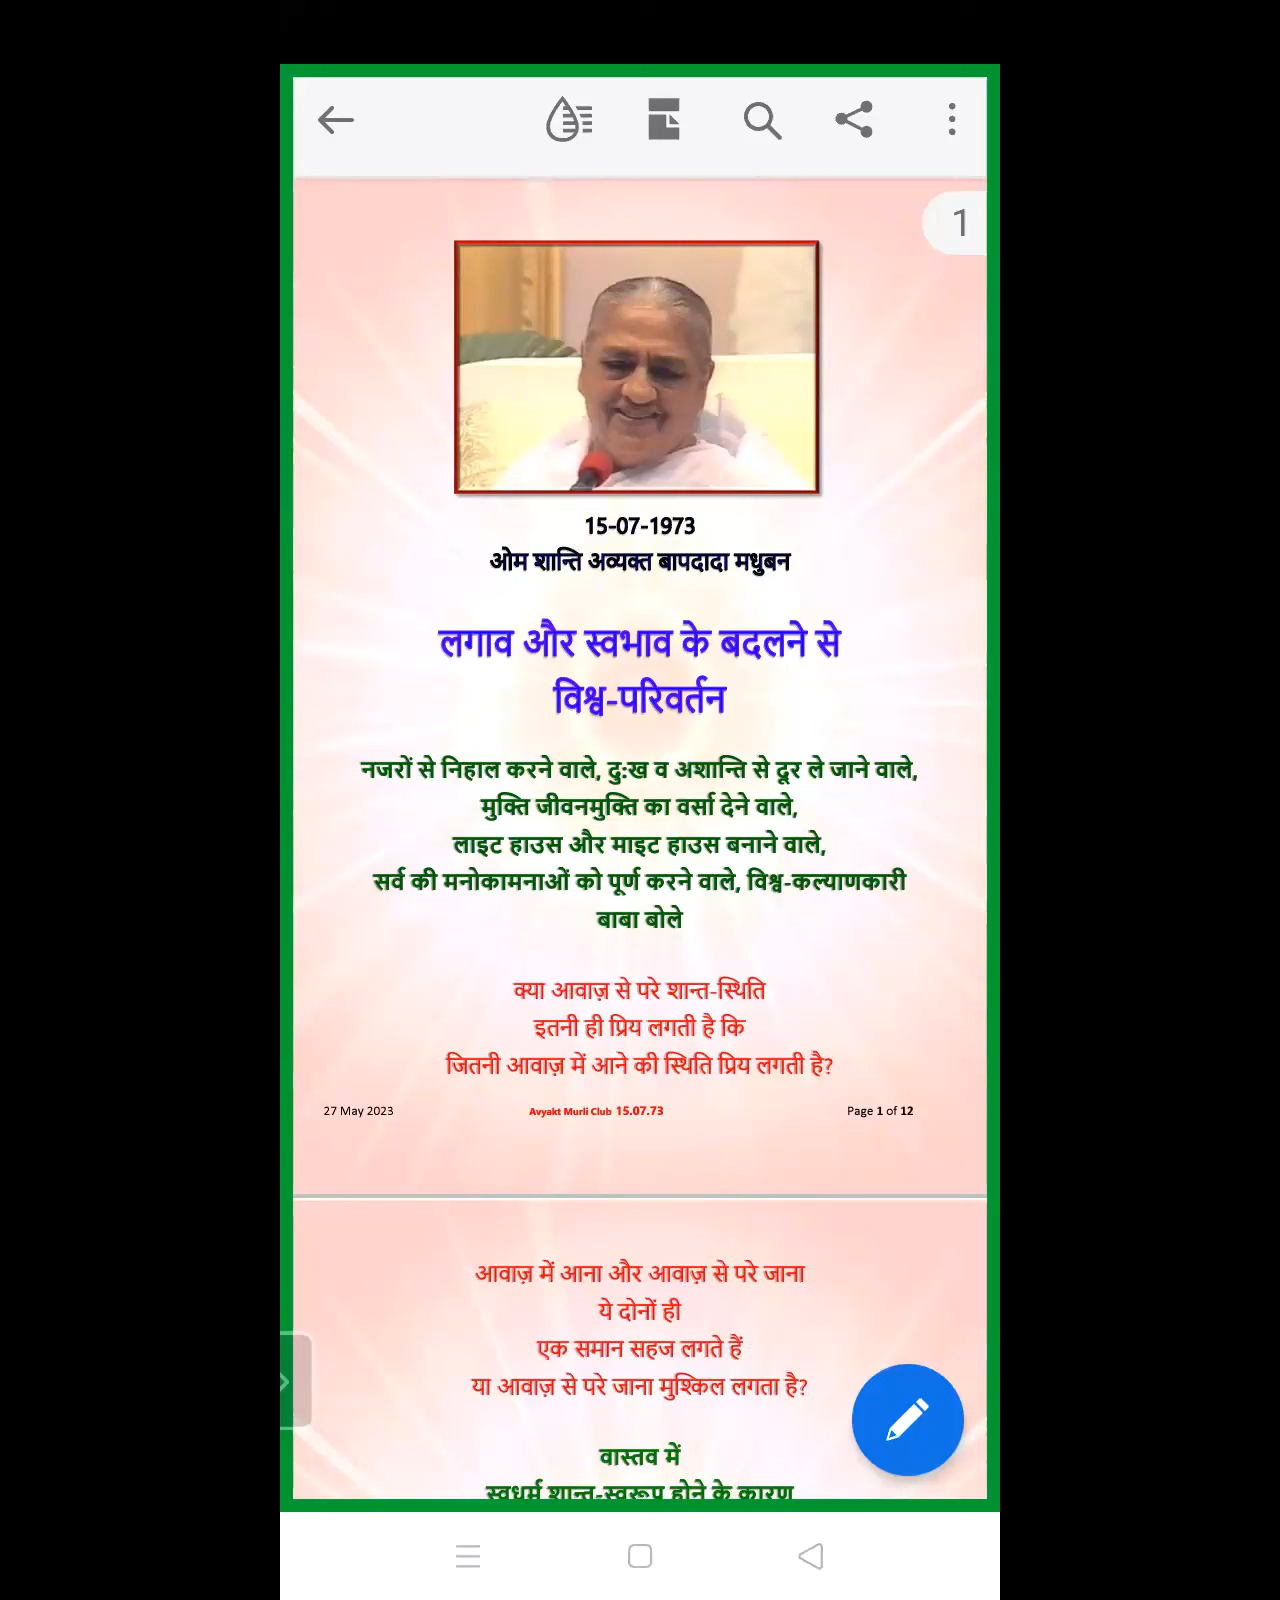 1
15-07-1973
ओम शान्ति अव्यक्त बापदादा मधुबन
लगाव और स्वभाव के बदलने से
विश्व-परिवर्तन
नजरों से निहाल करने वाले, दुःख व अशान्ति से दूर ले जाने वाले,
मुक्ति जीवनमुक्ति का वर्सा देने वाले,
लाइट हाउस और माइट हाउस बनाने वाले,
सर्व की मनोकामनाओं को पूर्ण करने वाले, विश्व-कल्याणकारी
बाबा बोले
क्या आवाज़ से परे शान्त-स्थिति
इतनी ही प्रिय लगती है कि
जितनी आवाज़ में आने की स्थिति प्रिय लगती है?
27 May 2023 Avyakt Murli Club 15.07.73 Page 1 of 12
आवाज़ में आना और आवाज़ से परे जाना
ये दोनों ही
एक समान सहज लगते हैं
या आवाज़ से परे जाना मुश्किल लगता है?
वास्तव में
स्वधर्म शान्त-स्वरूप होने के कारण